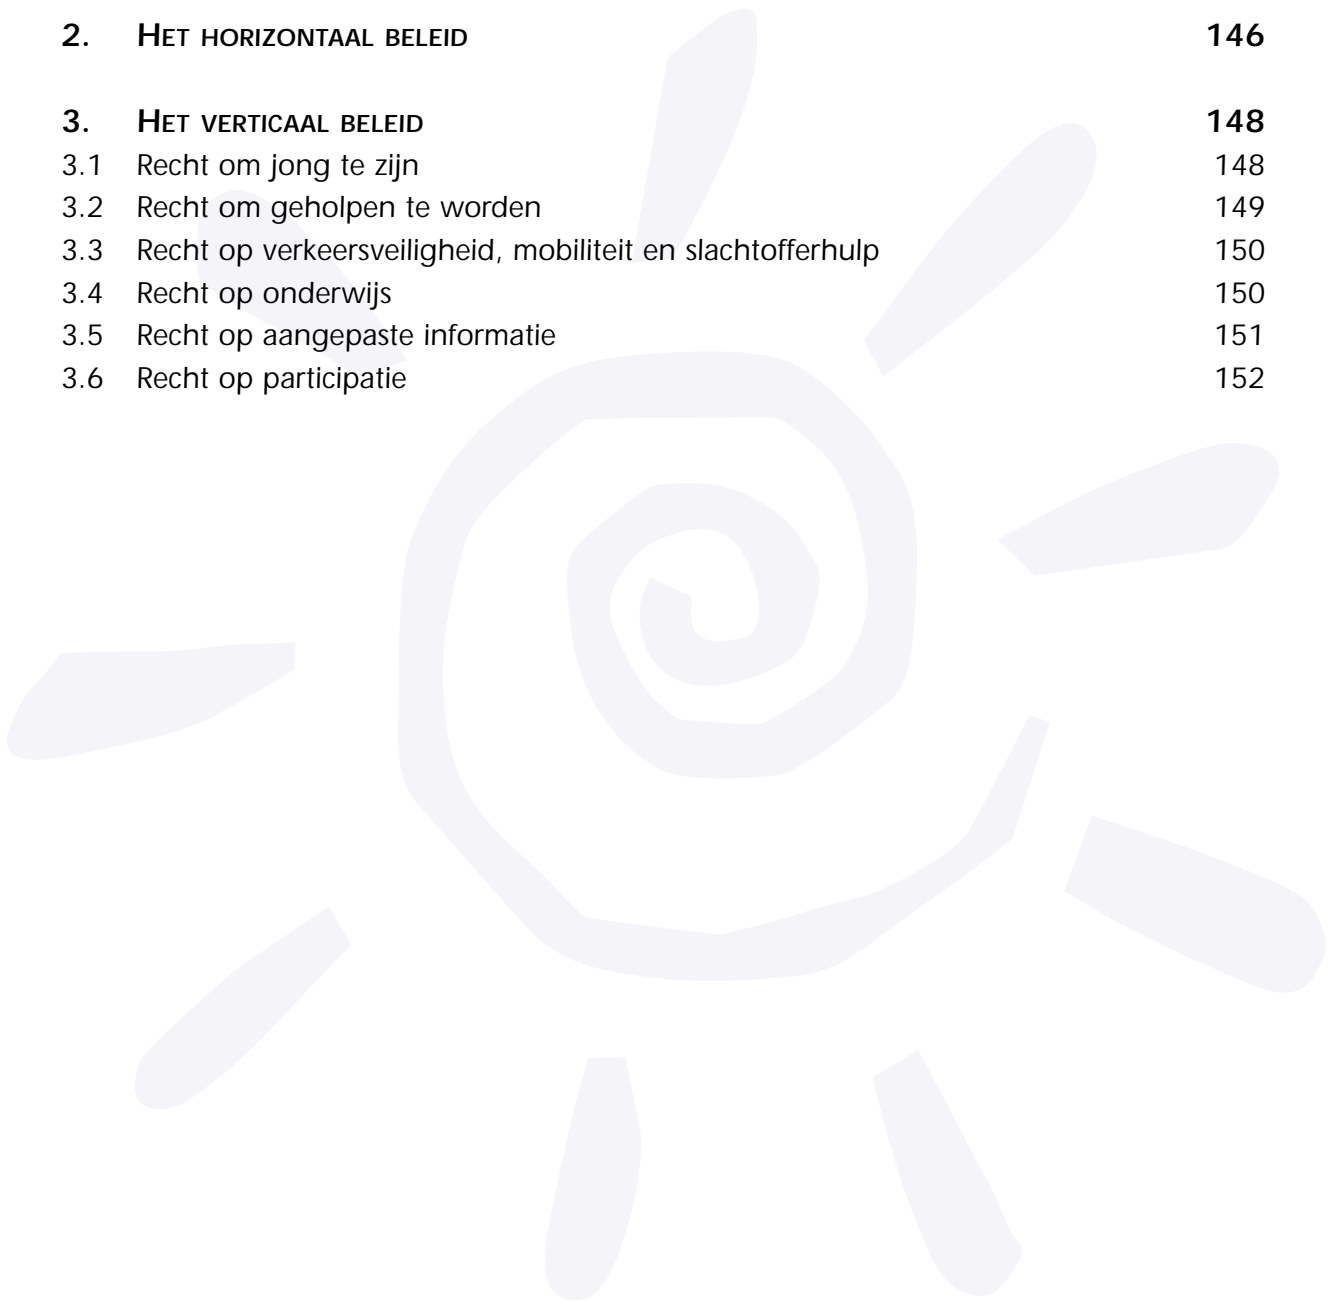 2. HET HORIZONTAAL BELEID 146
3. HET VERTICAAL BELEID 148
3.1 Recht om jong te zijn 148
3.2 Recht om geholpen te worden 149
3.3 Recht op verkeersveiligheid, mobiliteit en slachtofferhulp 150
3.4 Recht op onderwijs 150
3.5 Recht op aangepaste informatie 151
3.6 Recht op participatie 152